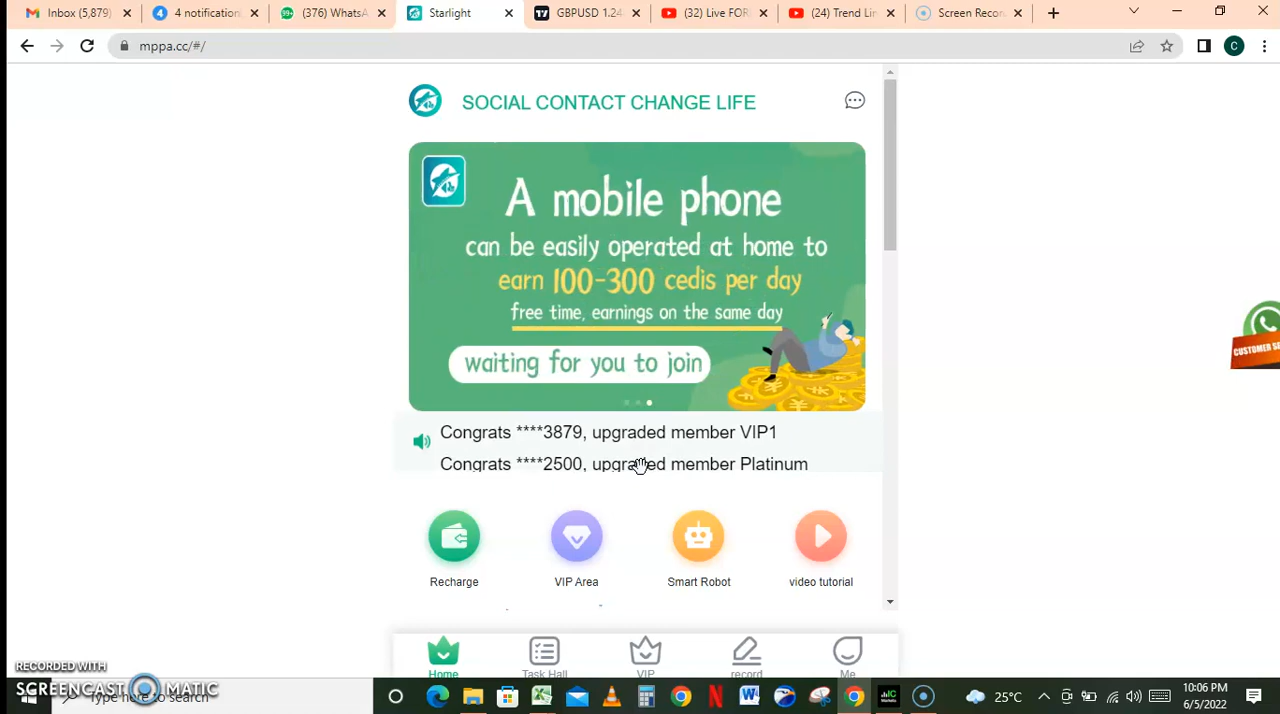 Inbox (5,879)
4 notification
(376) WhatsA
Starlight
GBPUSD 1.24
(32) Live FOR
(24) Trend Lin
Screen Recor
mppa.cc/#/
C
SOCIAL CONTACT CHANGE LIFE
A mobile phone
can be easily operated at home to
earn 100-300 cedis per day
free time, earnings on the same day
waiting for you to join
CUSTOMER SE
Congrats ****3879, upgraded member VIP1
Congrats ****2500, upgraded member Platinum
Recharge
VIP Area
Smart Robot
video tutorial
Home
Task Hall
VIP
record
Me
RECORDED WITH
SCREENCAST MATIC
Type here to search
25°C
10:06 PM
6/5/2022